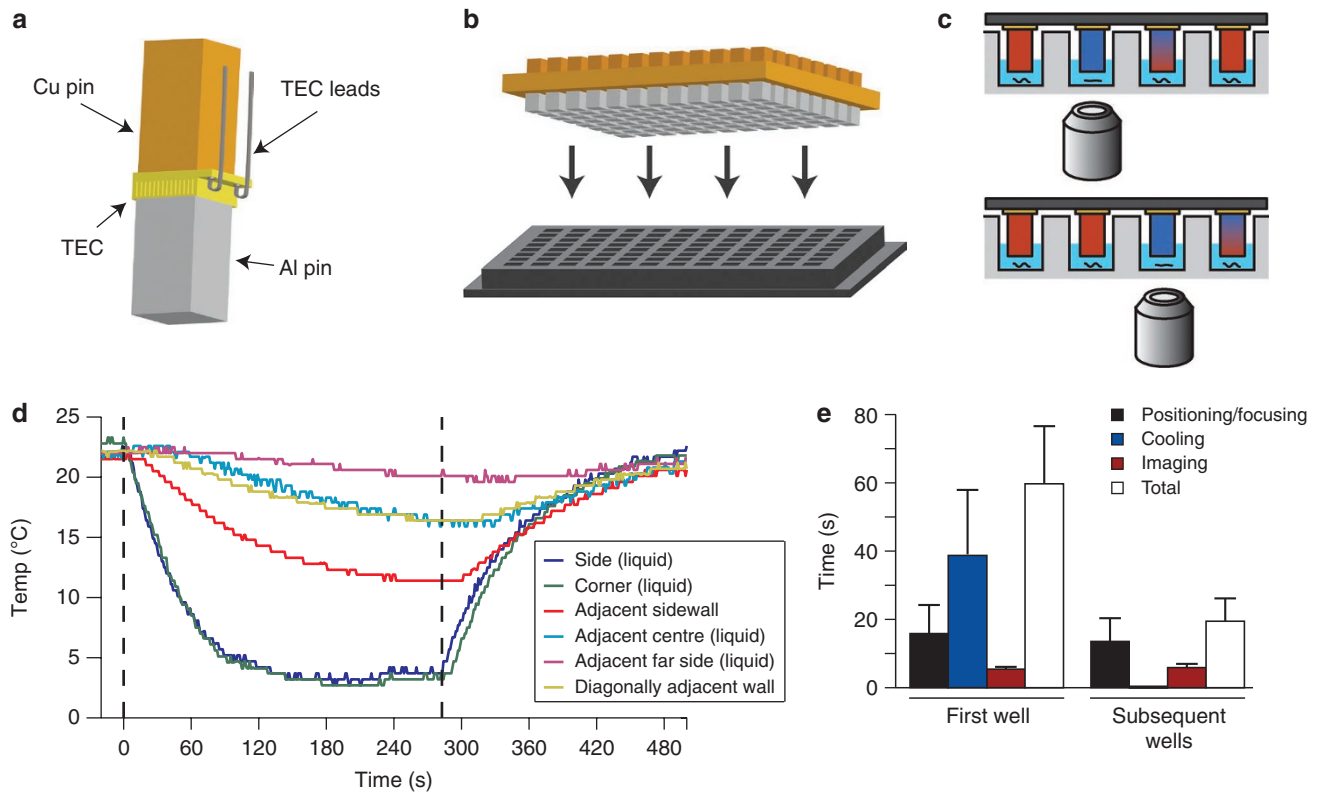 a
Cu pin
TEC leads
TEC
Al pin
b
c
d
Temp (°C)
25
20
15
10
5
0
0 60 120 180 240 300 360 420 480
Time (s)
Side (liquid)
Corner (liquid)
Adjacent sidewall
Adjacent centre (liquid)
Adjacent far side (liquid)
Diagonally adjacent wall
e
Time (s)
80
60
40
20
0
Positioning/focusing
Cooling
Imaging
Total
First well
Subsequent
wells